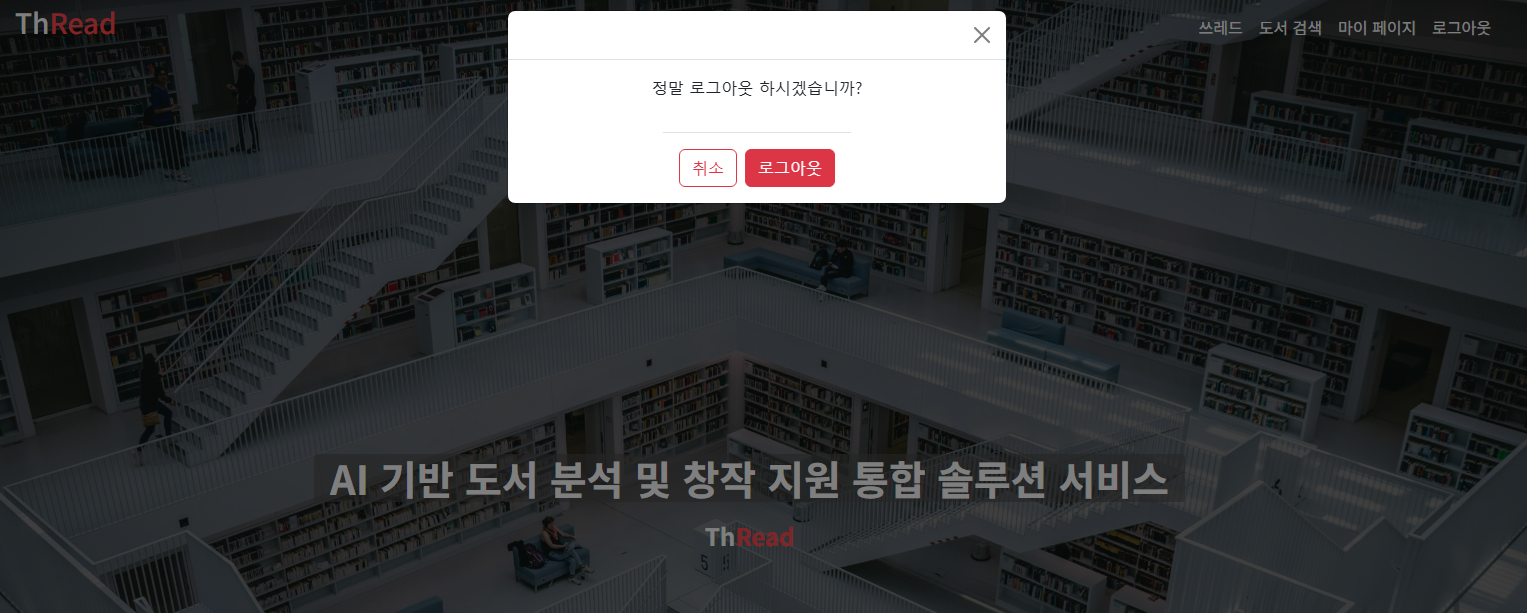 ThRead
쓰레드 도서 검색 마이 페이지 로그아웃
정말 로그아웃 하시겠습니까?
취소 로그아웃
AI 기반 도서 분석 및 창작 지원 통합 솔루션 서비스
ThRead
5